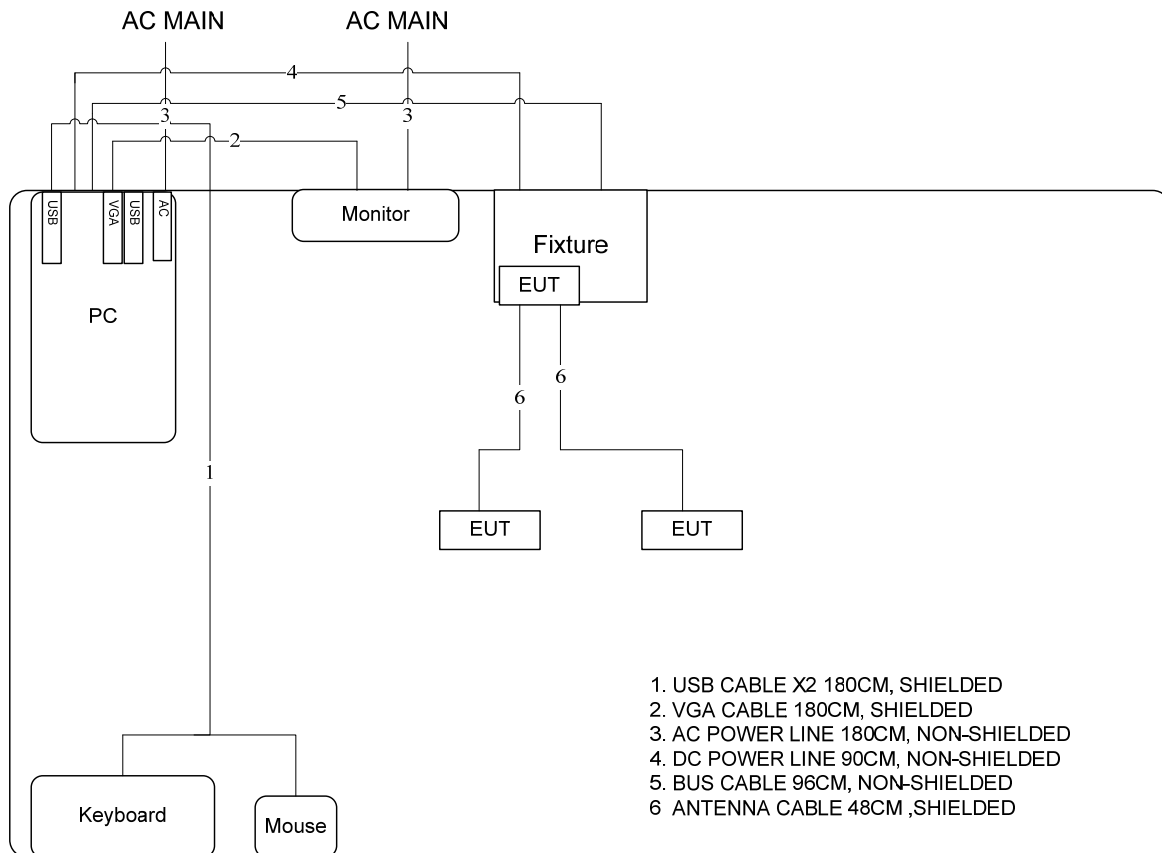 AC MAIN
AC MAIN
4
5
3
3
2
USB
VGA
USB
AC
Monitor
Fixture
EUT
PC
6
6
1
EUT
EUT
1. USB CABLE X2 180CM, SHIELDED
2. VGA CABLE 180CM, SHIELDED
3. AC POWER LINE 180CM, NON-SHIELDED
4. DC POWER LINE 90CM, NON-SHIELDED
5. BUS CABLE 96CM, NON-SHIELDED
6 ANTENNA CABLE 48CM ,SHIELDED
Keyboard
Mouse